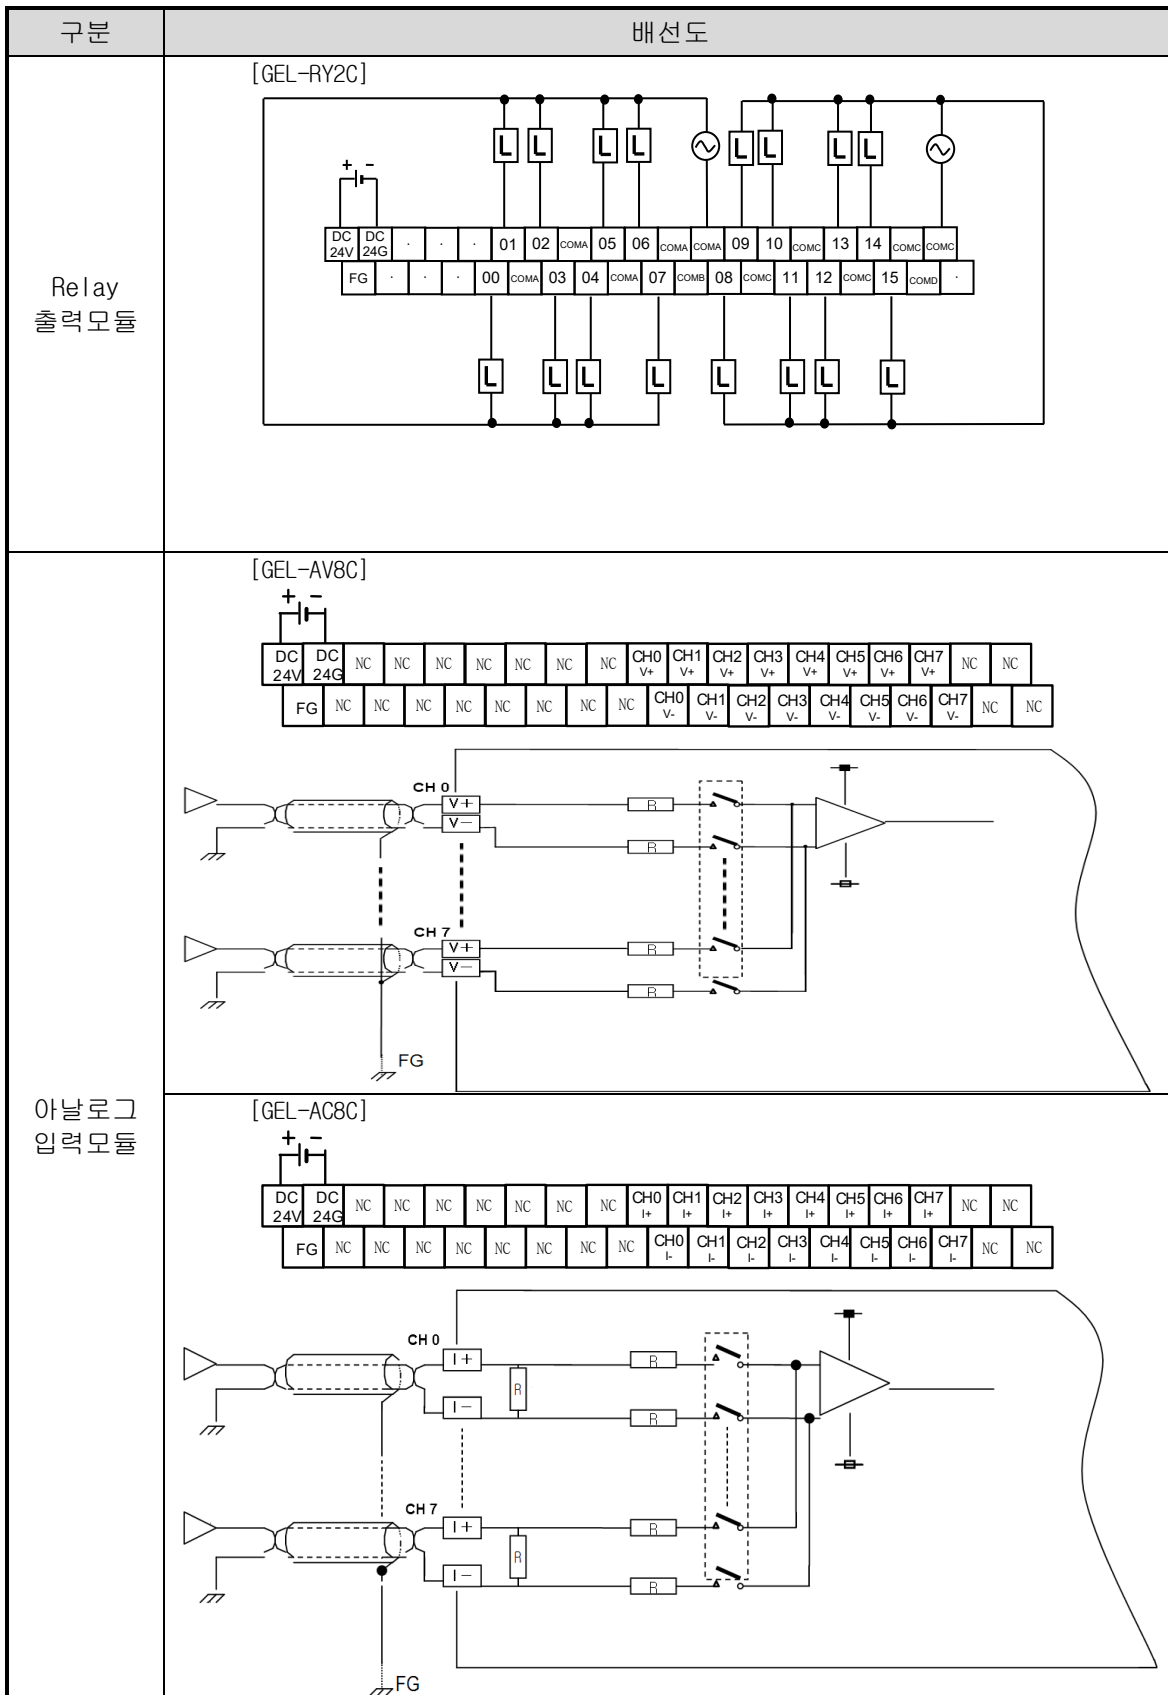 구분 배선도
Relay
출력모듈
[GEL-RY2C]
L L L L L L L L
+ -
DC 24V DC 24G · · · 01 02 COMA 05 06 COMA COMA 09 10 COMC 13 14 COMC COMC
FG · · · 00 COMA 03 04 COMA 07 COMB 08 COMC 11 12 COMC 15 COMD ·
L L L L L L L L
아날로그
입력모듈
[GEL-AV8C]
+ -
DC 24V DC 24G NC NC NC NC NC NC NC CH0 V+ CH1 V+ CH2 V+ CH3 V+ CH4 V+ CH5 V+ CH6 V+ CH7 V+ NC NC
FG NC NC NC NC NC NC NC NC CH0 V- CH1 V- CH2 V- CH3 V- CH4 V- CH5 V- CH6 V- CH7 V- NC NC
CH 0
V+ R
V- R
CH 7
V+ R
V- R
FG
[GEL-AC8C]
+ -
DC 24V DC 24G NC NC NC NC NC NC NC CH0 I+ CH1 I+ CH2 I+ CH3 I+ CH4 I+ CH5 I+ CH6 I+ CH7 I+ NC NC
FG NC NC NC NC NC NC NC NC CH0 I- CH1 I- CH2 I- CH3 I- CH4 I- CH5 I- CH6 I- CH7 I- NC NC
CH 0
I+ R
R
I- R
CH 7
I+ R
R
I- R
FG